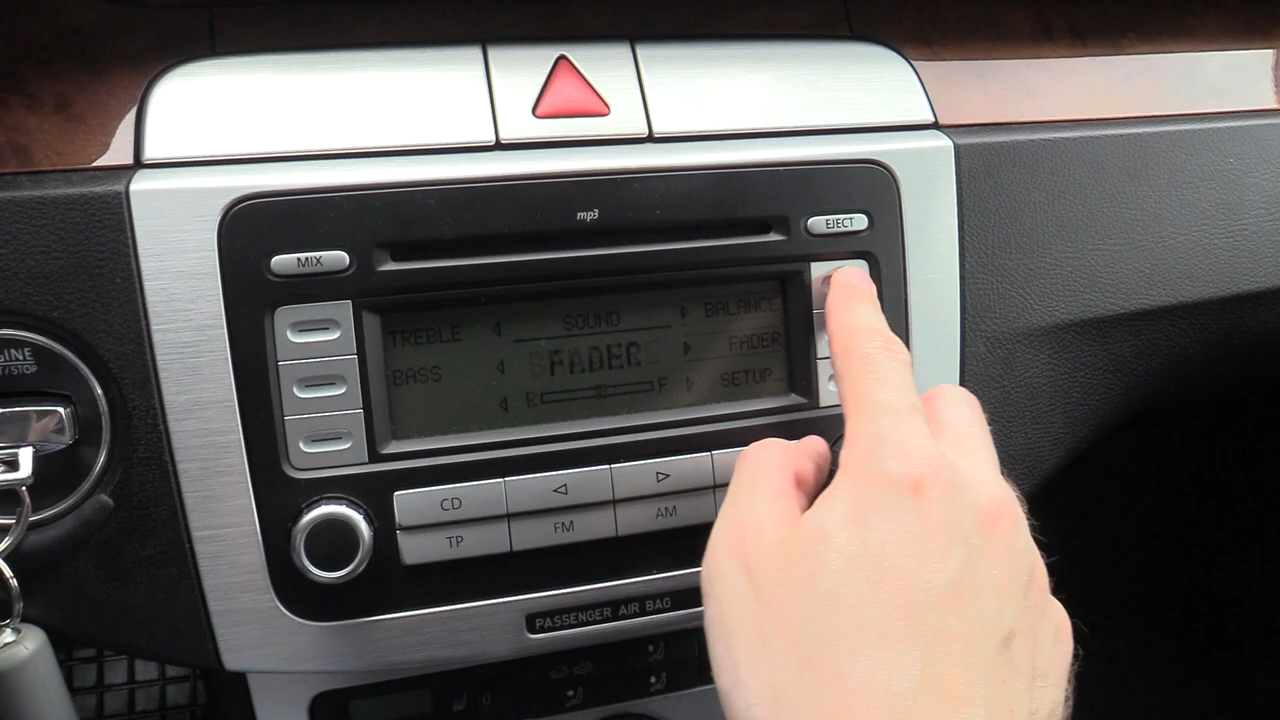 mp3
EJECT
MIX
TREBLE
SOUND
BALANCE
BASS
FADER
FADER
R
F
SETUP...
CD
TP
FM
AM
PASSENGER AIR BAG